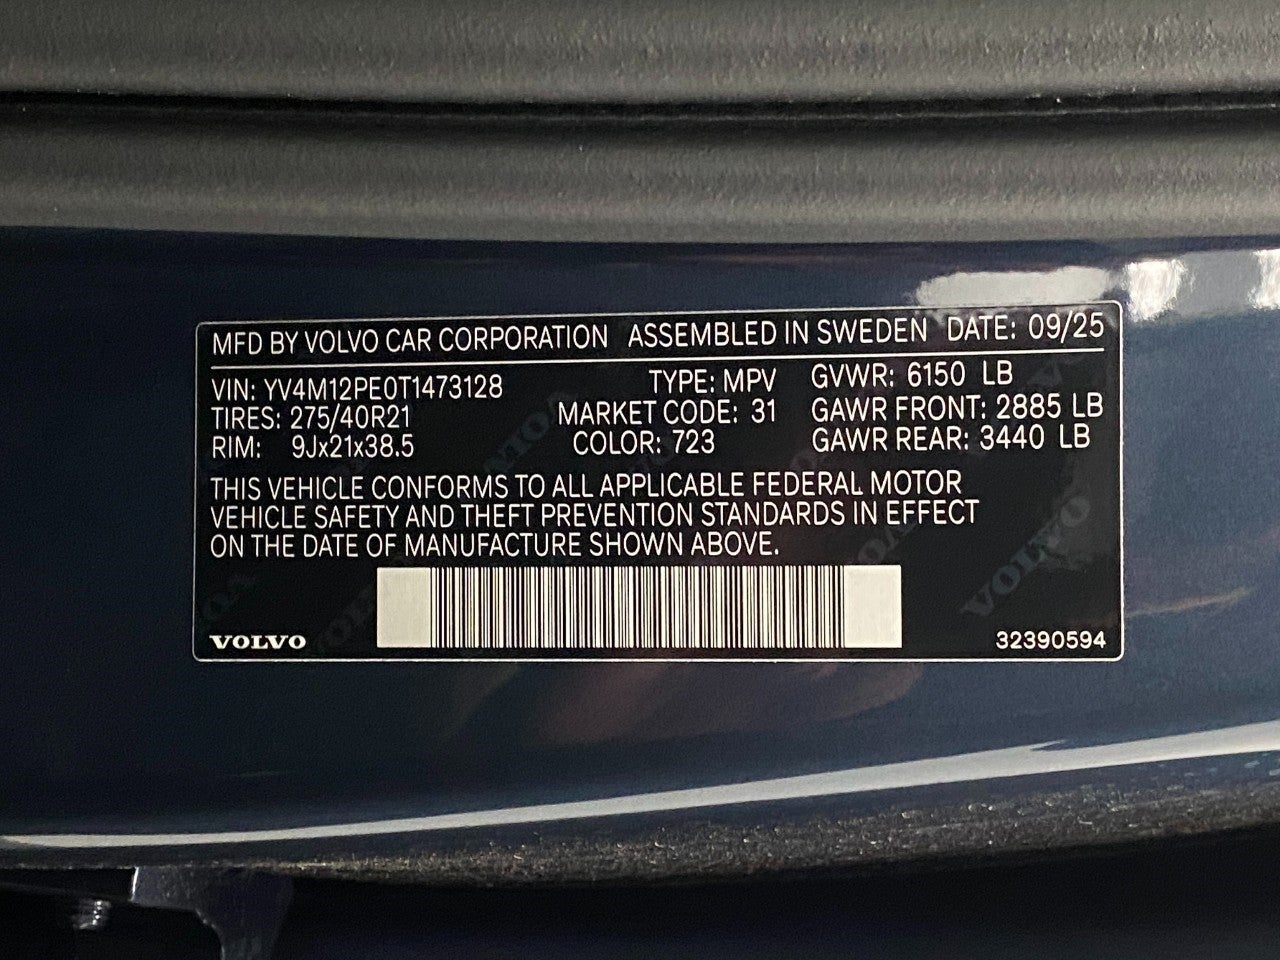 MFD BY VOLVO CAR CORPORATION ASSEMBLED IN SWEDEN DATE: 09/25
VIN: YV4M12PE0T1473128 TYPE: MPV GVWR: 6150 LB
TIRES: 275/40R21 MARKET CODE: 31 GAWR FRONT: 2885 LB
RIM: 9Jx21x38.5 COLOR: 723 GAWR REAR: 3440 LB
THIS VEHICLE CONFORMS TO ALL APPLICABLE FEDERAL MOTOR
VEHICLE SAFETY AND THEFT PREVENTION STANDARDS IN EFFECT
ON THE DATE OF MANUFACTURE SHOWN ABOVE.
VOLVO 32390594